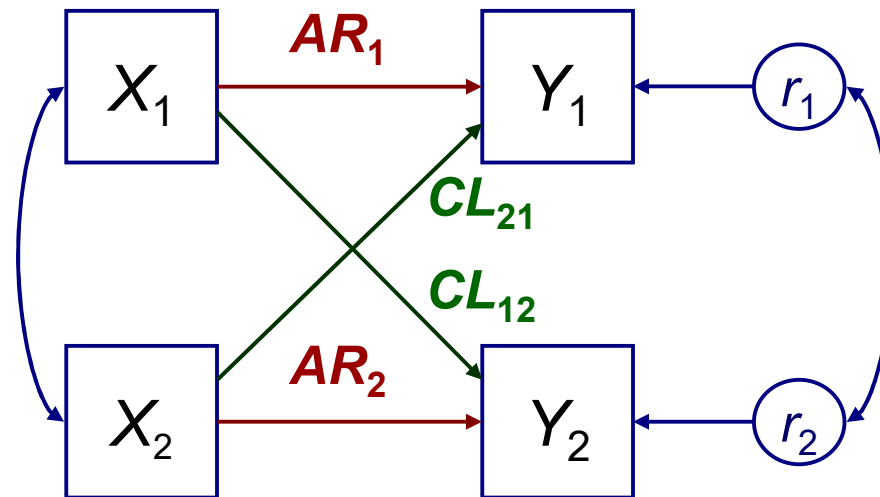 AR₁
X₁
Y₁
r₁
CL₂₁
CL₁₂
AR₂
X₂
Y₂
r₂